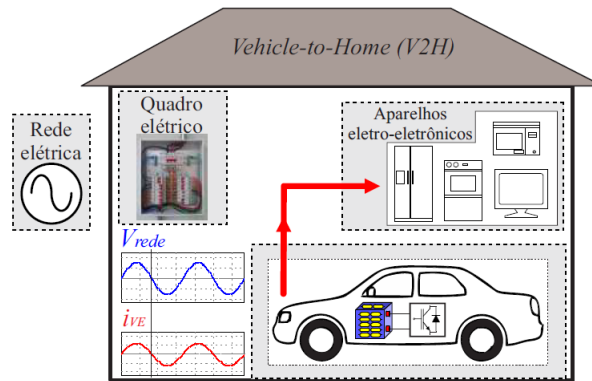 Vehicle-to-Home (V2H)
Rede
elétrica
Quadro
elétrico
Aparelhos
eletro-eletrônicos
Vrede
iVE